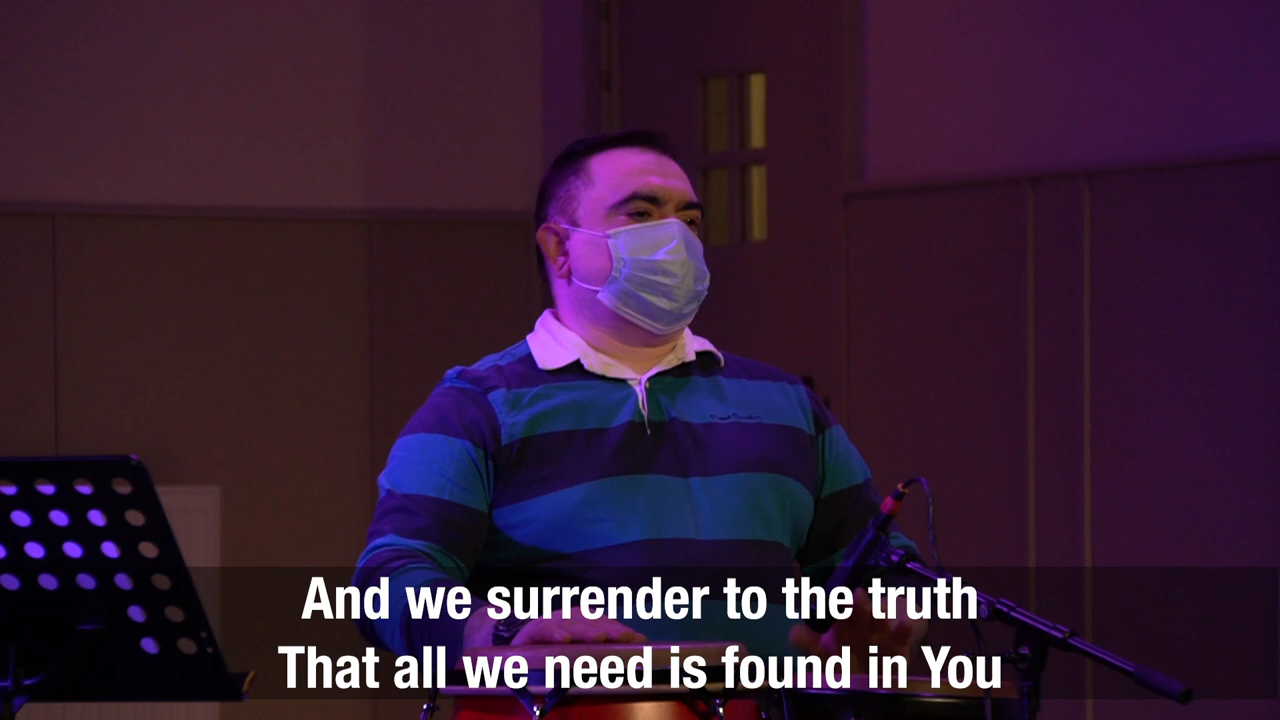 And we surrender to the truth
That all we need is found in You